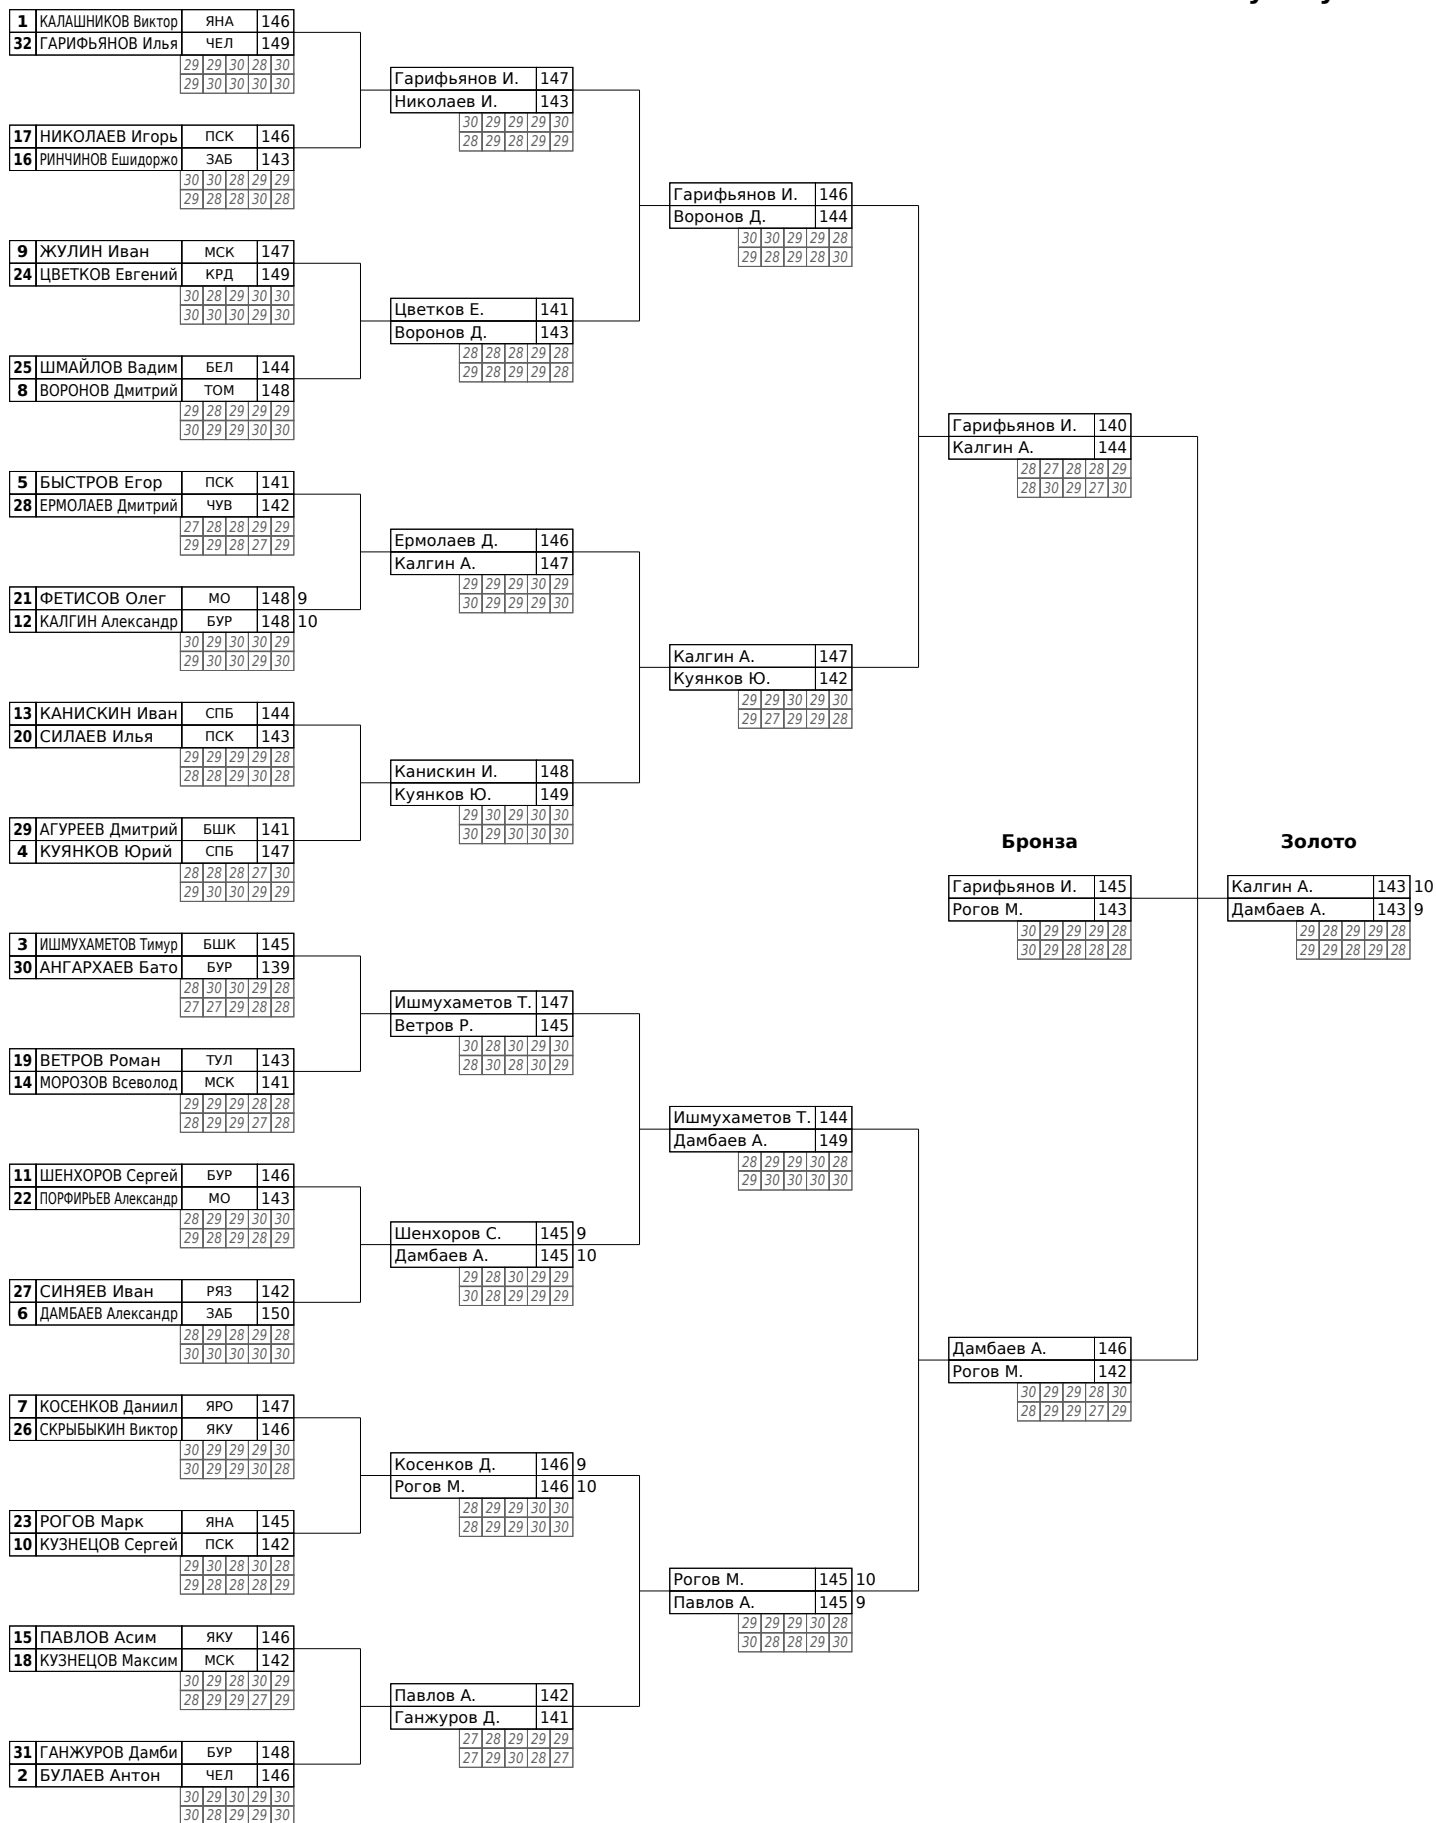 1 КАЛАШНИКОВ Виктор ЯНА 146
32 ГАРИФЬЯНОВ Илья ЧЕЛ 149
29 29 30 28 30
29 30 30 30 30
17 НИКОЛАЕВ Игорь ПСК 146
16 РИНЧИНОВ Ешидоржо ЗАБ 143
30 30 28 29 29
29 28 28 30 28
9 ЖУЛИН Иван МСК 147
24 ЦВЕТКОВ Евгений КРД 149
30 28 29 30 30
30 30 30 29 30
25 ШМАЙЛОВ Вадим БЕЛ 144
8 ВОРОНОВ Дмитрий ТОМ 148
29 28 29 29 29
30 29 29 30 30
5 БЫСТРОВ Егор ПСК 141
28 ЕРМОЛАЕВ Дмитрий ЧУВ 142
27 28 28 29 29
29 29 28 27 29
21 ФЕТИСОВ Олег МО 148 9
12 КАЛГИН Александр БУР 148 10
30 29 30 30 29
29 30 30 29 30
13 КАНИСКИН Иван СПБ 144
20 СИЛАЕВ Илья ПСК 143
29 29 29 29 28
28 28 29 30 28
29 АГУРЕЕВ Дмитрий БШК 141
4 КУЯНКОВ Юрий СПБ 147
28 28 28 27 30
29 30 30 29 29
3 ИШМУХАМЕТОВ Тимур БШК 145
30 АНГАРХАЕВ Бато БУР 139
28 30 30 29 28
27 27 29 28 28
19 ВЕТРОВ Роман ТУЛ 143
14 МОРОЗОВ Всеволод МСК 141
29 29 29 28 28
28 29 29 27 28
11 ШЕНХОРОВ Сергей БУР 146
22 ПОРФИРЬЕВ Александр МО 143
28 29 29 30 30
29 28 29 28 29
27 СИНЯЕВ Иван РЯЗ 142
6 ДАМБАЕВ Александр ЗАБ 150
28 29 28 29 28
30 30 30 30 30
7 КОСЕНКОВ Даниил ЯРО 147
26 СКРЫБЫКИН Виктор ЯКУ 146
30 29 29 29 30
30 29 29 30 28
23 РОГОВ Марк ЯНА 145
10 КУЗНЕЦОВ Сергей ПСК 142
29 30 28 30 28
29 28 28 28 29
15 ПАВЛОВ Асим ЯКУ 146
18 КУЗНЕЦОВ Максим МСК 142
30 29 28 30 29
28 29 29 27 29
31 ГАНЖУРОВ Дамби БУР 148
2 БУЛАЕВ Антон ЧЕЛ 146
30 29 30 29 30
30 28 29 29 30
Гарифьянов И. 147
Николаев И. 143
30 29 29 29 30
28 29 28 29 29
Цветков Е. 141
Воронов Д. 143
28 28 28 29 28
29 28 29 29 28
Ермолаев Д. 146
Калгин А. 147
29 29 29 30 29
30 29 29 29 30
Канискин И. 148
Куянков Ю. 149
29 30 29 30 30
30 29 30 30 30
Ишмухаметов Т. 147
Ветров Р. 145
30 28 30 29 30
28 30 28 30 29
Шенхоров С. 145 9
Дамбаев А. 145 10
29 28 30 29 29
30 28 29 29 29
Косенков Д. 146 9
Рогов М. 146 10
28 29 29 30 30
28 29 29 30 30
Павлов А. 142
Ганжуров Д. 141
27 28 29 29 29
27 29 30 28 27
Гарифьянов И. 146
Воронов Д. 144
30 30 29 29 28
29 28 29 28 30
Калгин А. 147
Куянков Ю. 142
29 29 30 29 30
29 27 29 29 28
Ишмухаметов Т. 144
Дамбаев А. 149
28 29 29 30 28
29 30 30 30 30
Рогов М. 145 10
Павлов А. 145 9
29 29 29 30 28
30 28 28 29 30
Гарифьянов И. 140
Калгин А. 144
28 27 28 28 29
28 30 29 27 30
Дамбаев А. 146
Рогов М. 142
30 29 29 28 30
28 29 29 27 29
Бронза
Гарифьянов И. 145
Рогов М. 143
30 29 29 29 28
30 29 28 28 28
Золото
Калгин А. 143 10
Дамбаев А. 143 9
29 28 29 29 28
29 29 28 29 28